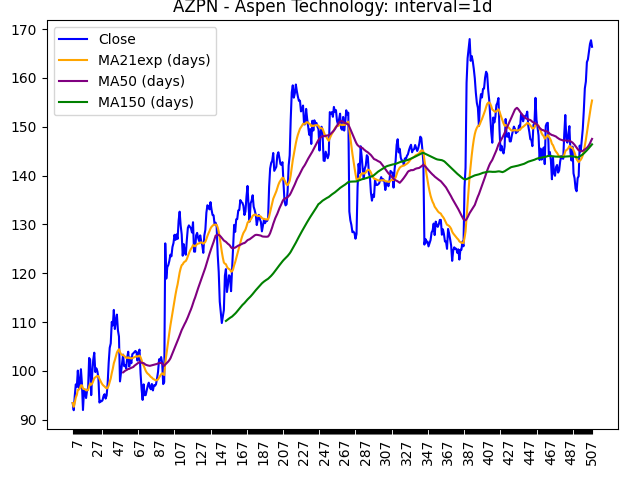 AZPN - Aspen Technology: interval=1d
Close
MA21exp (days)
MA50 (days)
MA150 (days)
170
160
150
140
130
120
110
100
90
7 27 47 67 87 107 127 147 167 187 207 227 247 267 287 307 327 347 367 387 407 427 447 467 487 507